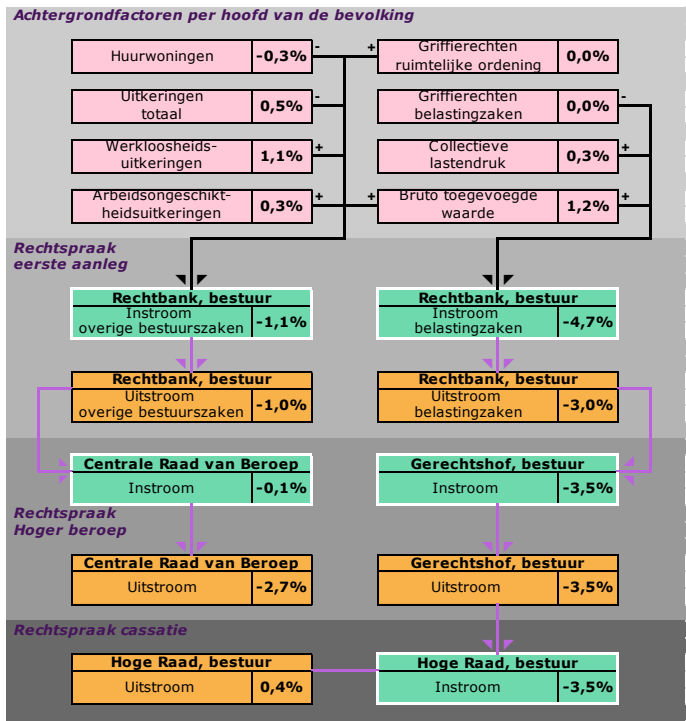 Achtergrondfactoren per hoofd van de bevolking
Huurwoningen -0,3% -
+ Griffierechten
ruimtelijke ordening 0,0%
Uitkeringen
totaal 0,5% -
Griffierechten
belastingzaken 0,0% -
Werkloosheids-
uitkeringen 1,1% +
Collectieve
lastendruk 0,3% +
Arbeidsongeschikt-
heidsuitkeringen 0,3% +
+ Bruto toegevoegde
waarde 1,2% +
Rechtspraak
eerste aanleg
Rechtbank, bestuur
Instroom
overige bestuurszaken -1,1%
Rechtbank, bestuur
Instroom
belastingzaken -4,7%
Rechtbank, bestuur
Uitstroom
overige bestuurszaken -1,0%
Rechtbank, bestuur
Uitstroom
belastingzaken -3,0%
Centrale Raad van Beroep
Instroom -0,1%
Gerechtshof, bestuur
Instroom -3,5%
Rechtspraak
Hoger beroep
Centrale Raad van Beroep
Uitstroom -2,7%
Gerechtshof, bestuur
Uitstroom -3,5%
Rechtspraak cassatie
Hoge Raad, bestuur
Uitstroom 0,4%
Hoge Raad, bestuur
Instroom -3,5%